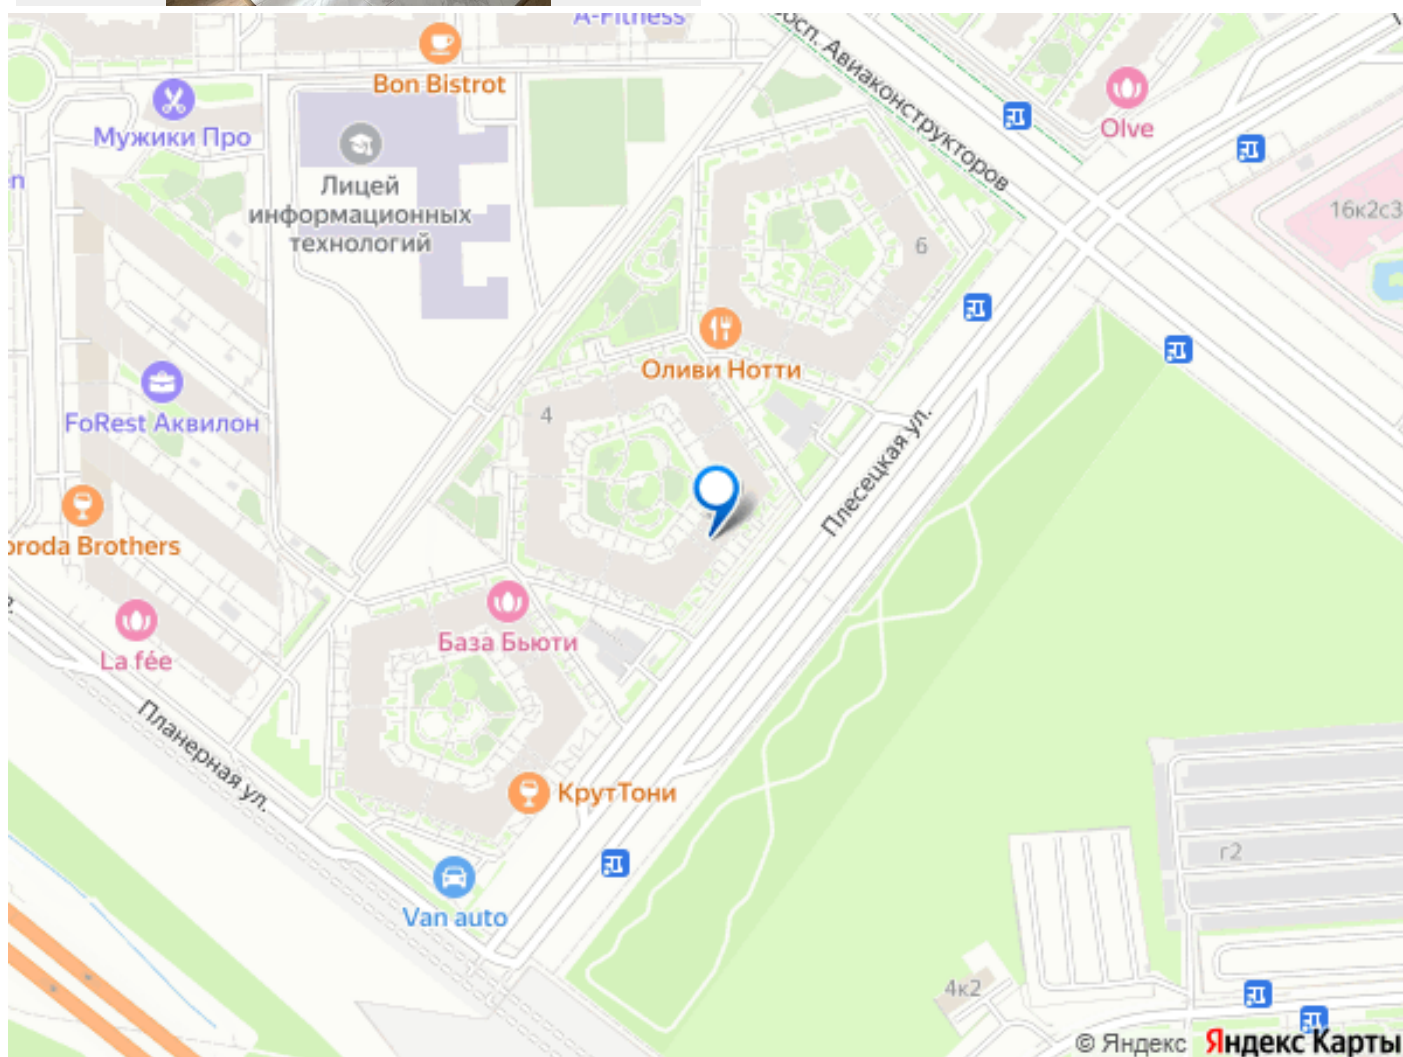 A-Fitness
Bon Bistrot
просп. Авиаконструкторов
Olve
Мужики Про
Лицей
информационных
технологий
16к2с3
6
Оливи Нотти
4
FoRest Аквилон
Плесецкая ул.
Brothers
База Бьюти
La fée
Планерная ул.
КрутТони
г2
Van auto
4к2
© Яндекс Яндекс Карты